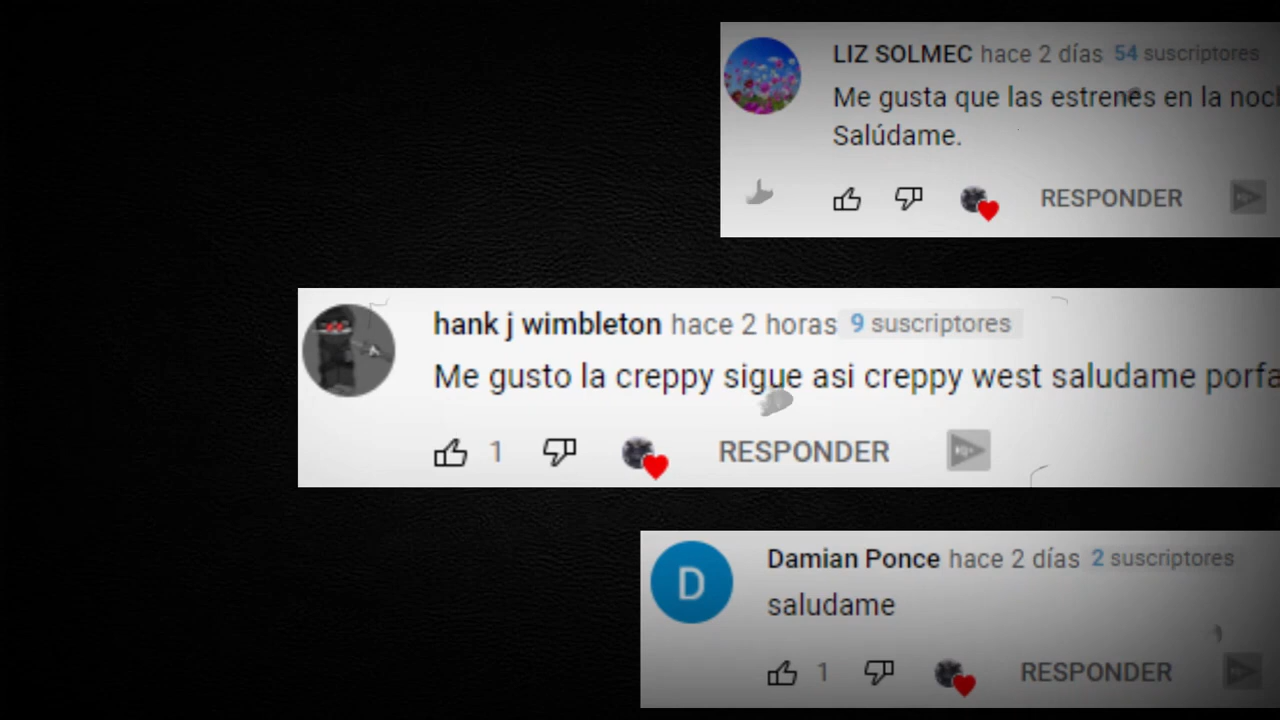 LIZ SOLMEC hace 2 días 54 suscriptores
Me gusta que las estrenes en la
Salúdame.
RESPONDER
hank j wimbleton hace 2 horas 9 suscriptores
Me gusto la creppy sigue asi creppy west saludame porfa
1 RESPONDER
D
Damian Ponce hace 2 días 2 suscriptores
saludame
1 RESPONDER